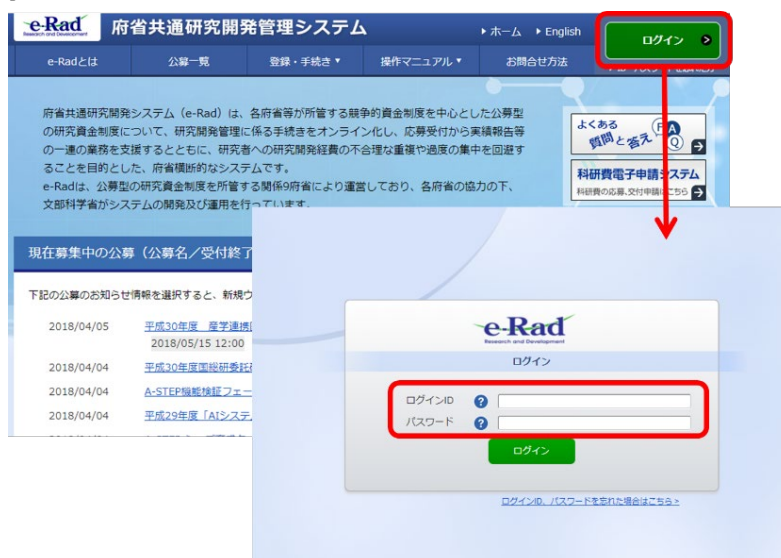 e-Rad
Research and Development
府省共通研究開発管理システム
ホーム
English
ログイン
e-Radとは
公募一覧
登録・手続き
操作マニュアル
お問合せ方法
府省共通研究開発システム（e-Rad）は、各府省等が所管する競争的資金制度を中心とした公募型
の研究資金制度について、研究開発管理に係る手続きをオンライン化し、応募受付から実績報告等
の一連の業務を支援するとともに、研究者への研究開発経費の不合理な重複や過度の集中を回避す
ることを目的とした、府省横断的なシステムです。
e-Radは、公募型の研究資金制度を所管する関係9府省により運営しており、各府省の協力の下、
文部科学省がシステムの開発及び運用を行っています。
よくある
質問と答え
F A Q
科研費電子申請システム
科研費の応募、交付申請はこちら
現在募集中の公募（公募名／受付終了
下記の公募のお知らせ情報を選択すると、新規ウ
2018/04/05 平成30年度 産学連携
2018/05/15 12:00
2018/04/04 平成30年度国総研委託
2018/04/04 A-STEP機能検証フェー
2018/04/04 平成29年度「AIシステ
e-Rad
Research and Development
ログイン
ログインID
パスワード
ログイン
ログインID、パスワードを忘れた場合はこちら>